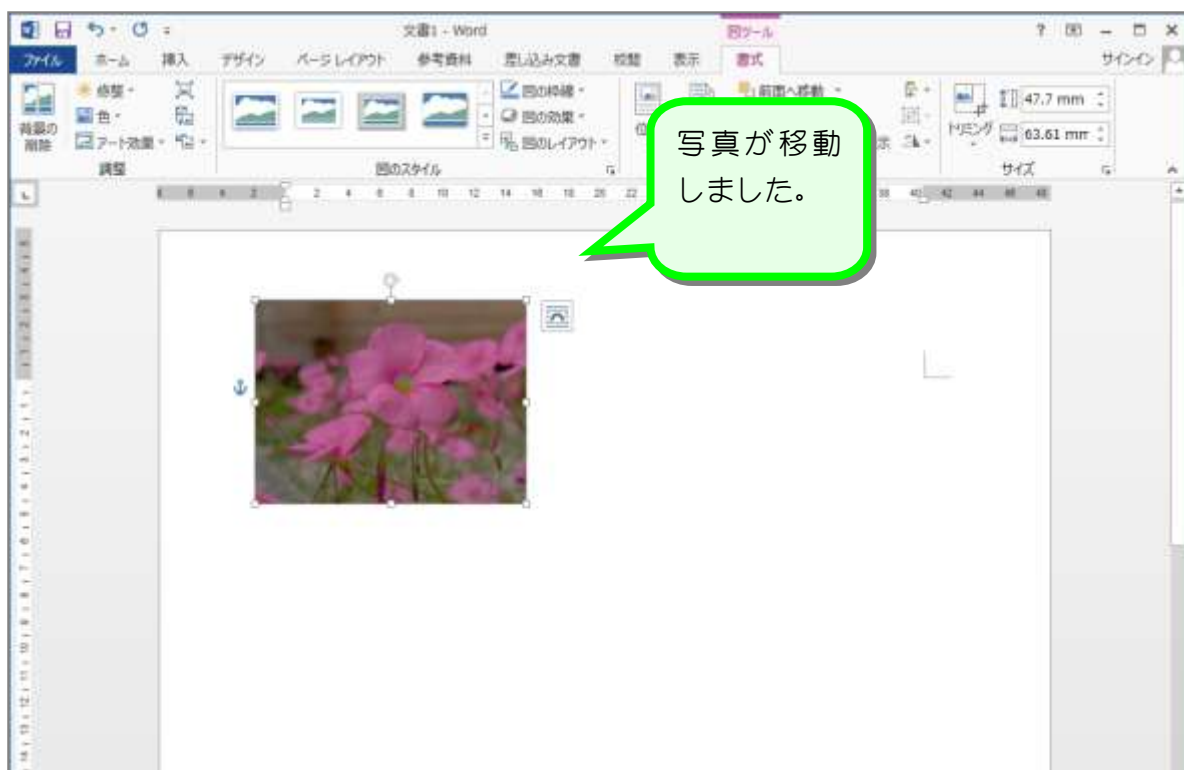 文書1 - Word
図ツール
?
ファイル
ホーム
挿入
デザイン
ページ レイアウト
参考資料
差し込み文書
校閲
表示
書式
サインイン
背景の
削除
修整
色
アート効果
調整
図のスタイル
図の枠線
図の効果
図のレイアウト
前面へ移動
トリミング
47.7 mm
63.61 mm
サイズ
写真が移動
しました。